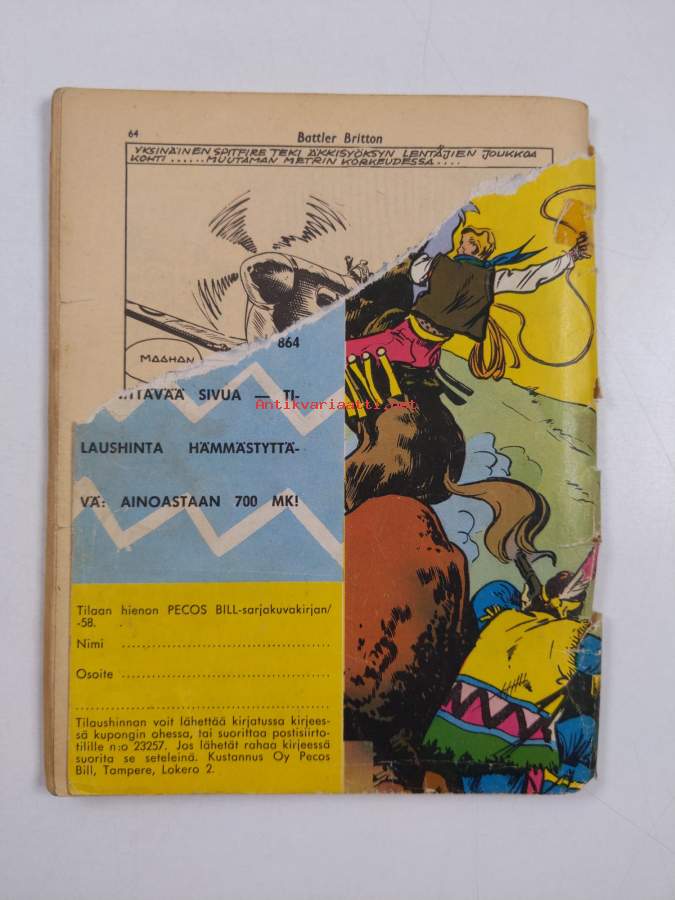 64
Battler Britton
YKSINÄINEN SPITFIRE TEKI ÄKKISYÖKSYN LENTÄJIEN JOUKKOA
KOHTI ...... MUUTAMAN METRIN KORKEUDESSA ....
MAAHAN
864
TAVÄÄ SIVUA — TI-
Antikvariaatti.net
LAUSHINTA HÄMMÄSTYTTÄ-
VÄ: AINOASTAAN 700 MK!
Tilaan hienon PECOS BILL-sarjakuvakirjan/
-58.
Nimi
Osoite
Tilaushinnan voit lähettää kirjatussa kirjees-
sä kupongin ohessa, tai suorittaa postisiirto-
tilille n:o 23257. Jos lähetät rahaa kirjeessä
suorita se seteleinä. Kustannus Oy Pecos
Bill, Tampere, Lokero 2.